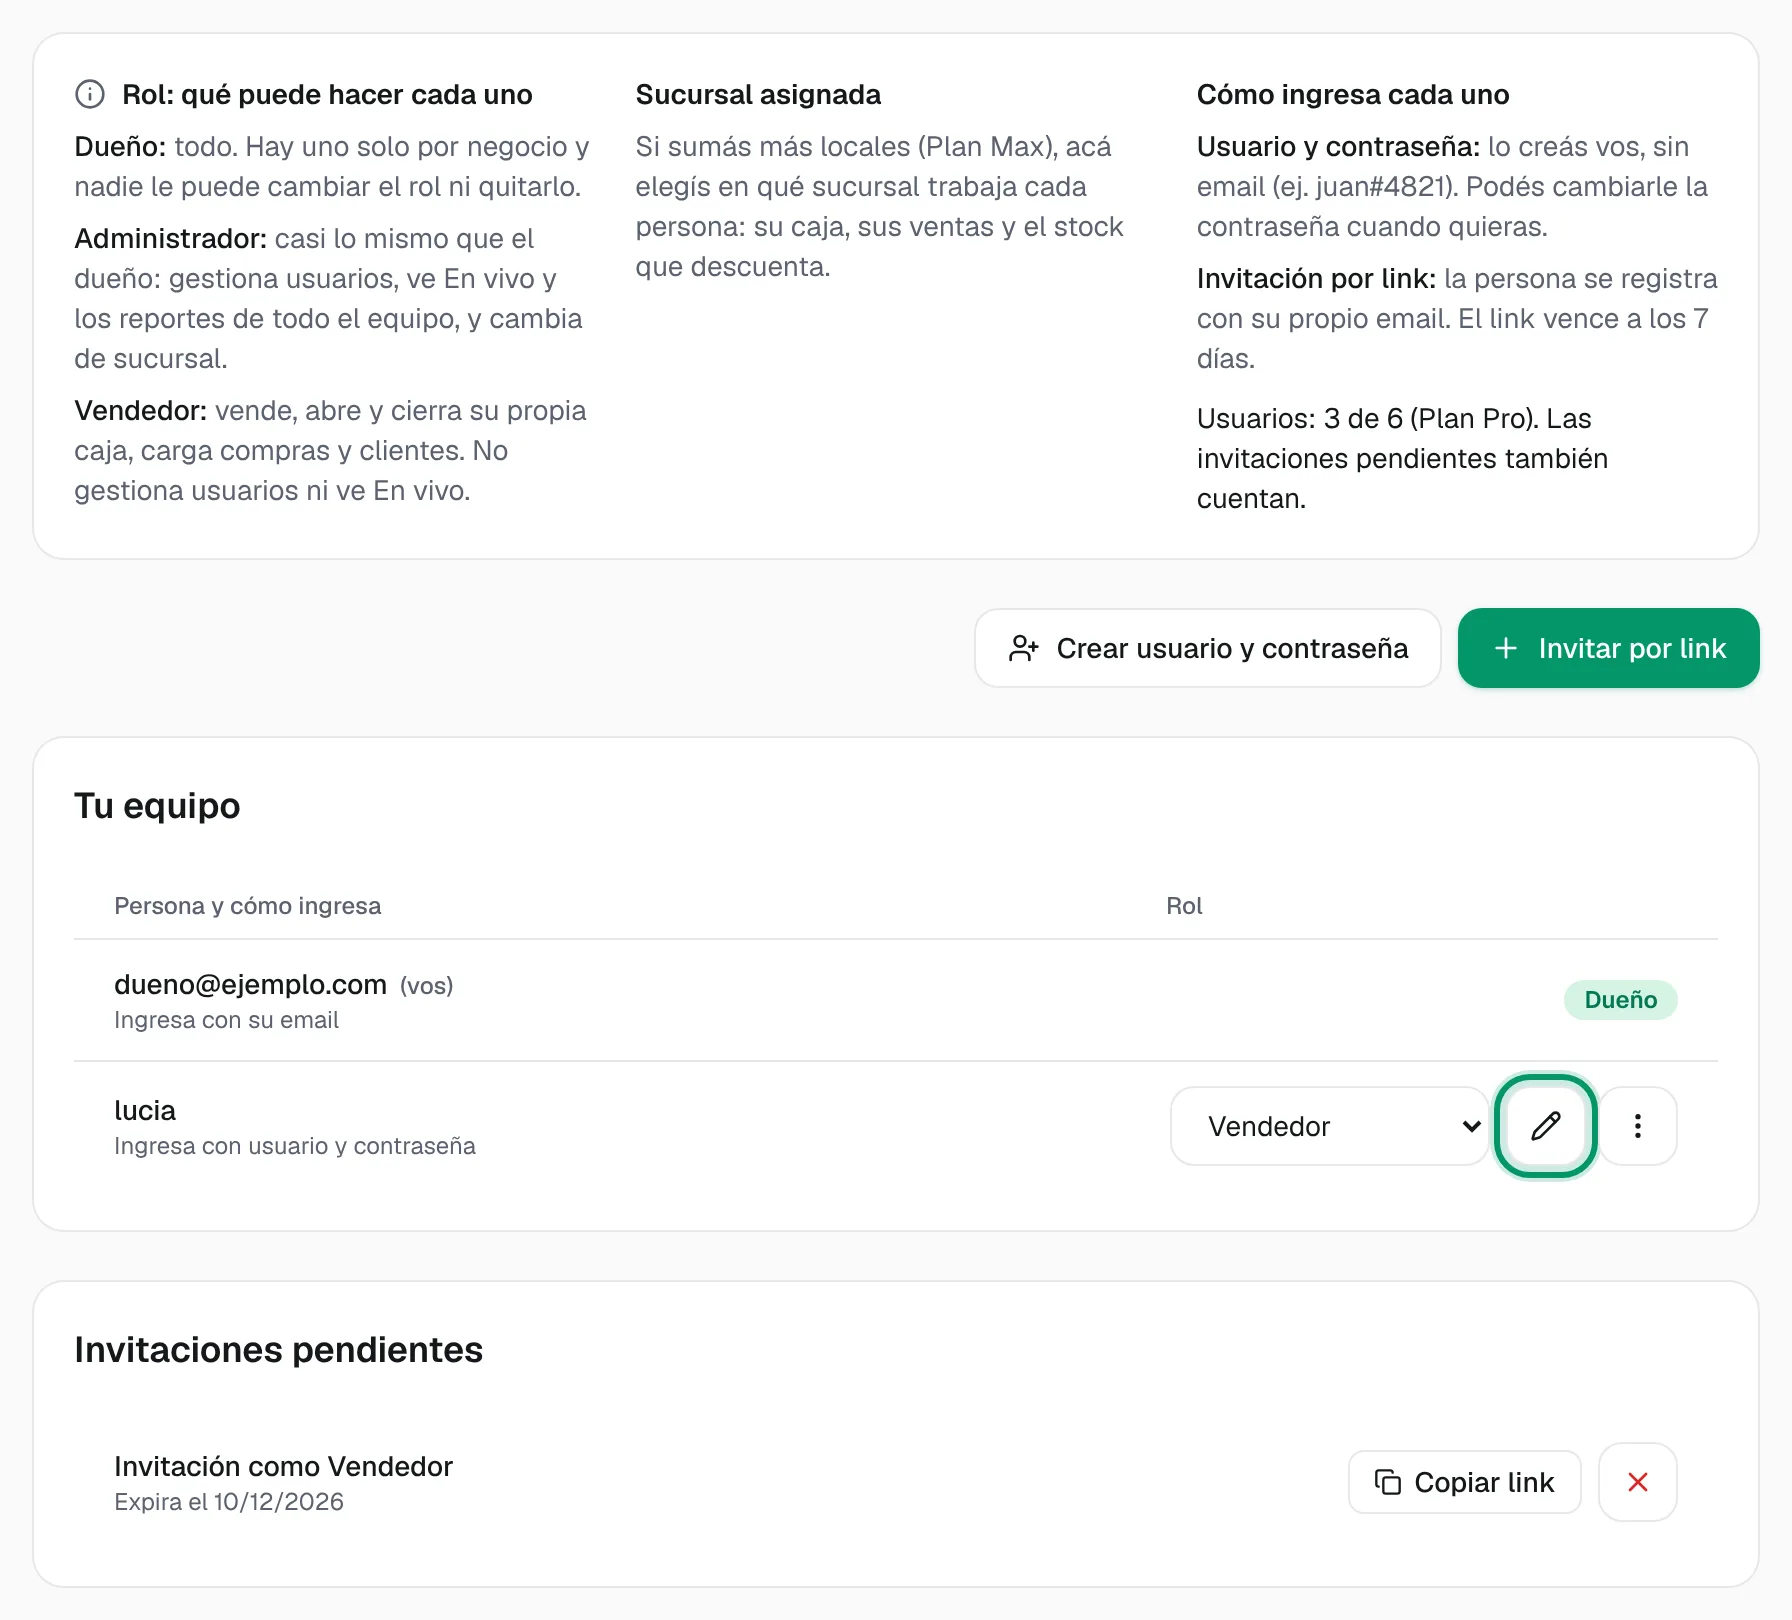 Rol: qué puede hacer cada uno
Dueño: todo. Hay uno solo por negocio y
nadie le puede cambiar el rol ni quitarlo.
Administrador: casi lo mismo que el
dueño: gestiona usuarios, ve En vivo y
los reportes de todo el equipo, y cambia
de sucursal.
Vendedor: vende, abre y cierra su propia
caja, carga compras y clientes. No
gestiona usuarios ni ve En vivo.
Sucursal asignada
Si sumás más locales (Plan Max), acá
elegís en qué sucursal trabaja cada
persona: su caja, sus ventas y el stock
que descuenta.
Cómo ingresa cada uno
Usuario y contraseña: lo creás vos, sin
email (ej. juan#4821). Podés cambiarle la
contraseña cuando quieras.
Invitación por link: la persona se registra
con su propio email. El link vence a los 7
días.
Usuarios: 3 de 6 (Plan Pro). Las
invitaciones pendientes también
cuentan.
Crear usuario y contraseña
Invitar por link
Tu equipo
Persona y cómo ingresa
Rol
dueno@ejemplo.com (vos)
Ingresa con su email
Dueño
lucia
Ingresa con usuario y contraseña
Vendedor
Invitaciones pendientes
Invitación como Vendedor
Expira el 10/12/2026
Copiar link